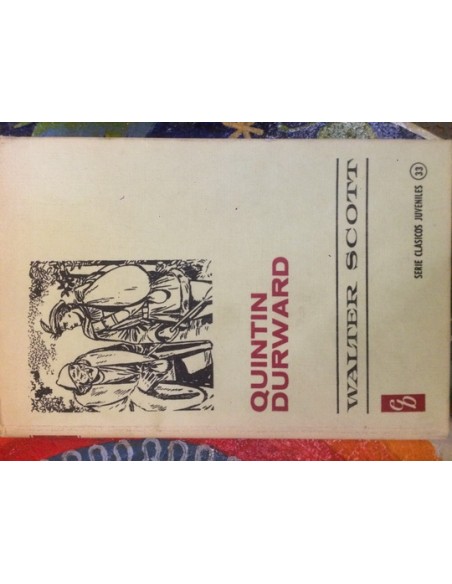 QUINTIN
DURWARD
WALTER SCOTT
SERIE CLASICOS JUVENILES 33